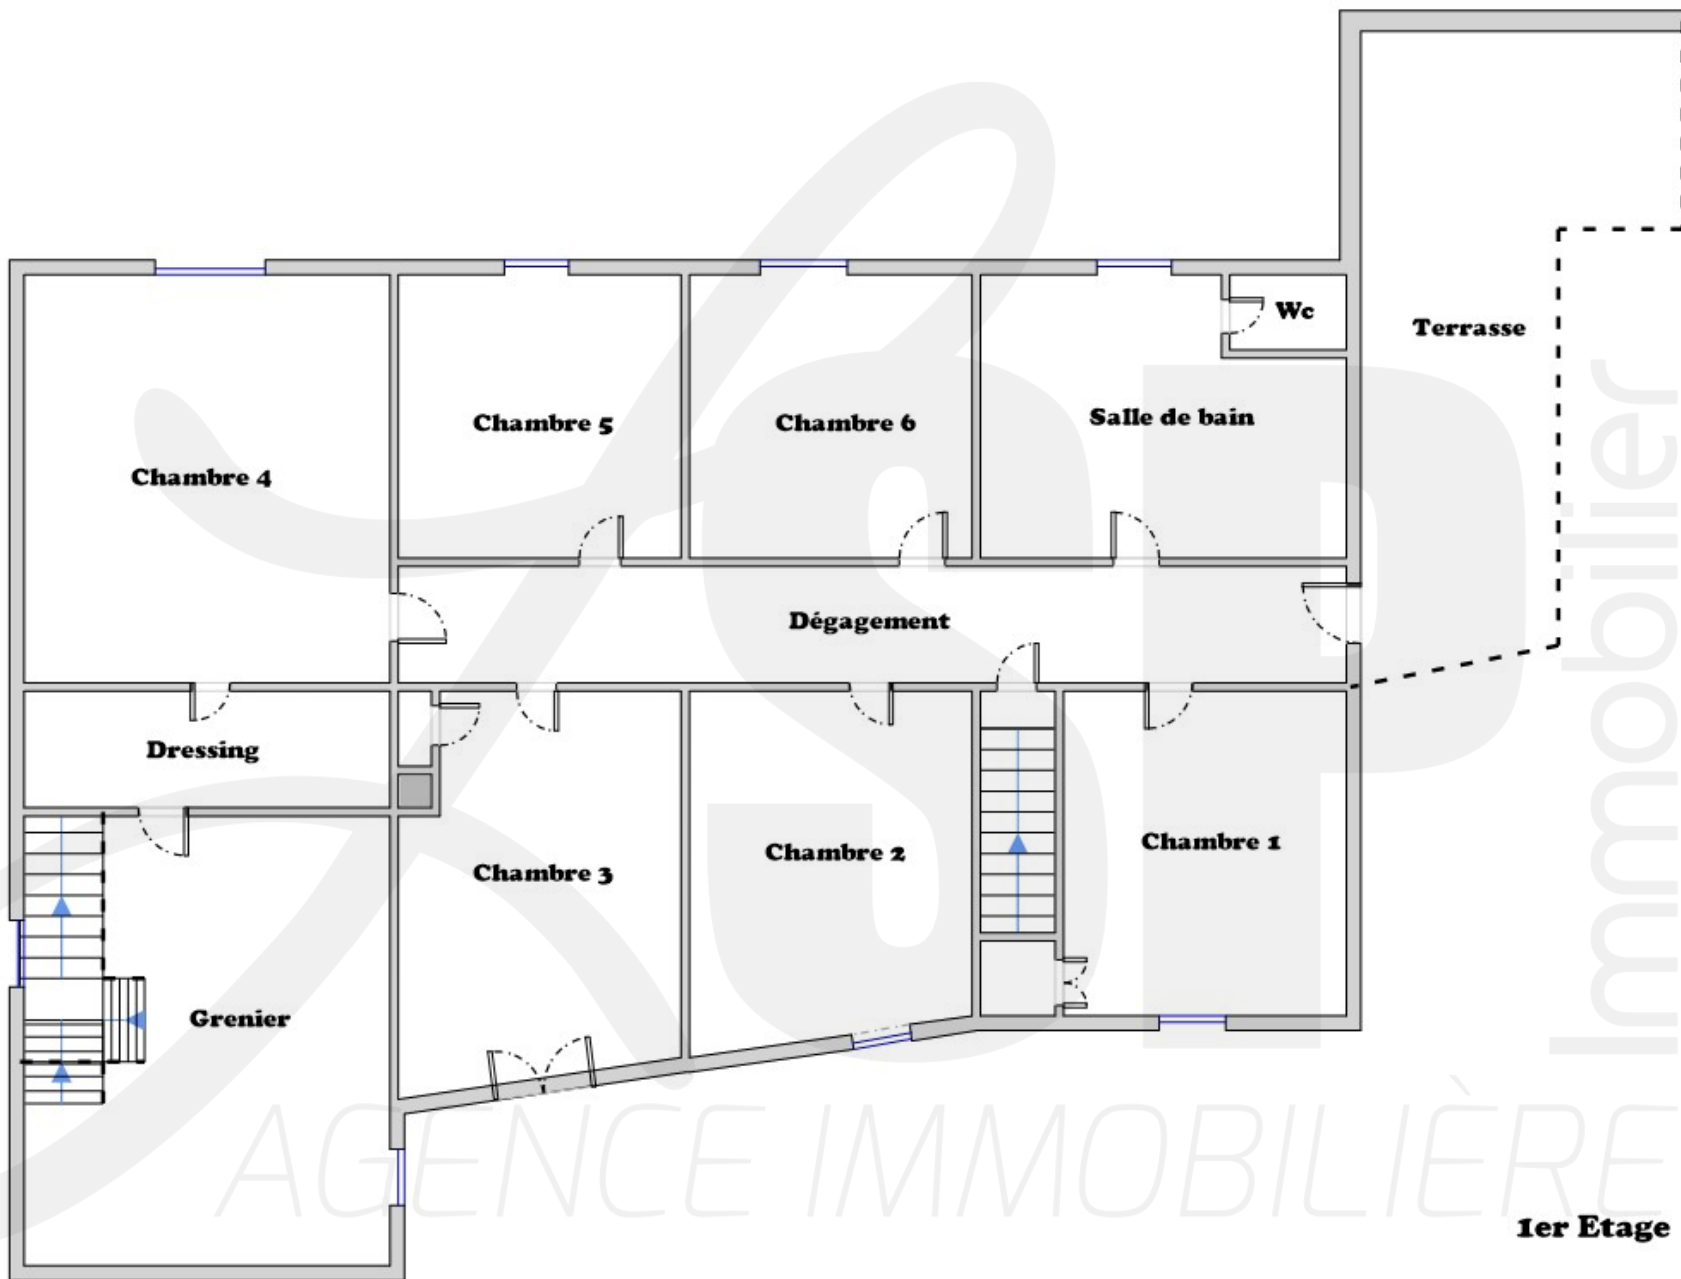 Wc
Terrasse
Chambre 5
Chambre 6
Salle de bain
Chambre 4
Dégagement
Dressing
Chambre 3
Chambre 2
Chambre 1
Grenier
1er Etage
SP
Immobilier
AGENCE IMMOBILIÈRE